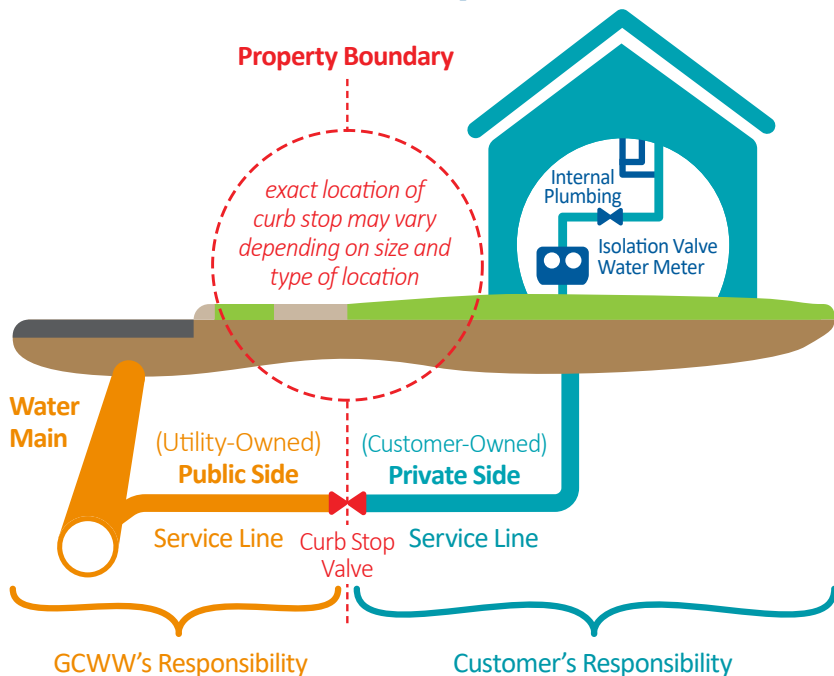 Property Boundary
exact location of
curb stop may vary
depending on size and
type of location
Internal
Plumbing
Isolation Valve
Water Meter
Water
Main
(Utility-Owned)
Public Side
(Customer-Owned)
Private Side
Service Line
Curb Stop
Valve
Service Line
GCWW's Responsibility
Customer's Responsibility